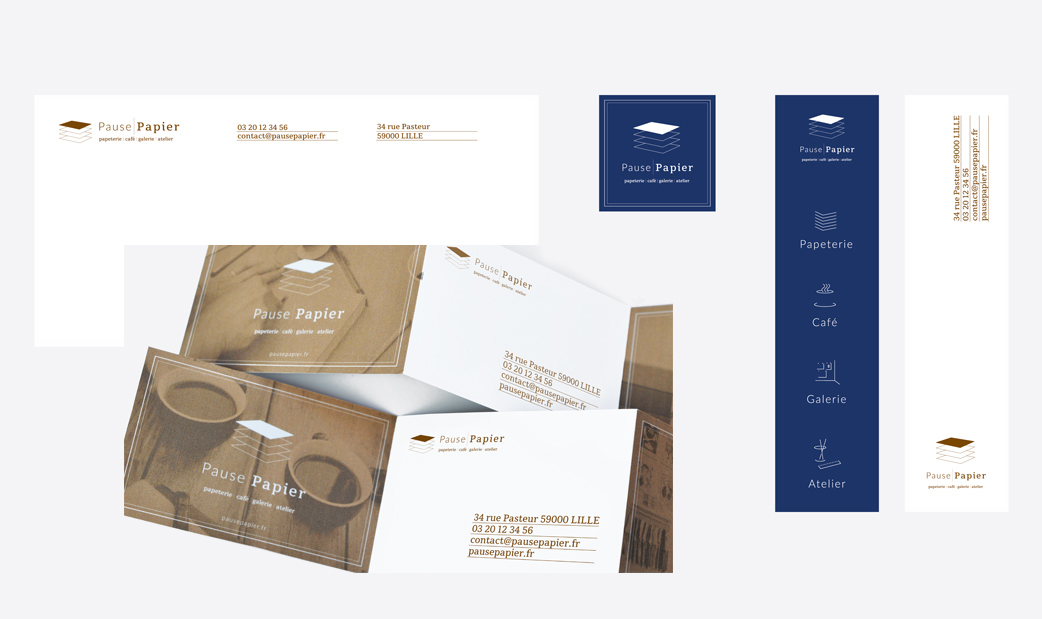 Pause Papier
papeterie café galerie atelier
03 20 12 34 56
contact@pausepapier.fr
34 rue Pasteur
59000 LILLE
Pause Papier
papeterie café galerie atelier
Pause Papier
papeterie café galerie atelier
Papeterie
Café
Galerie
Atelier
34 rue Pasteur 59000 LILLE
03 20 12 34 56
contact@pausepapier.fr
pausepapier.fr
Pause Papier
papeterie café galerie atelier
Pause Papier
papeterie café galerie atelier
pausepapier.fr
Pause Papier
papeterie café galerie atelier
34 rue Pasteur 59000 LILLE
03 20 12 34 56
contact@pausepapier.fr
pausepapier.fr
Pause Papier
papeterie café galerie atelier
pausepapier.fr
Pause Papier
papeterie café galerie atelier
34 rue Pasteur 59000 LILLE
03 20 12 34 56
contact@pausepapier.fr
pausepapier.fr